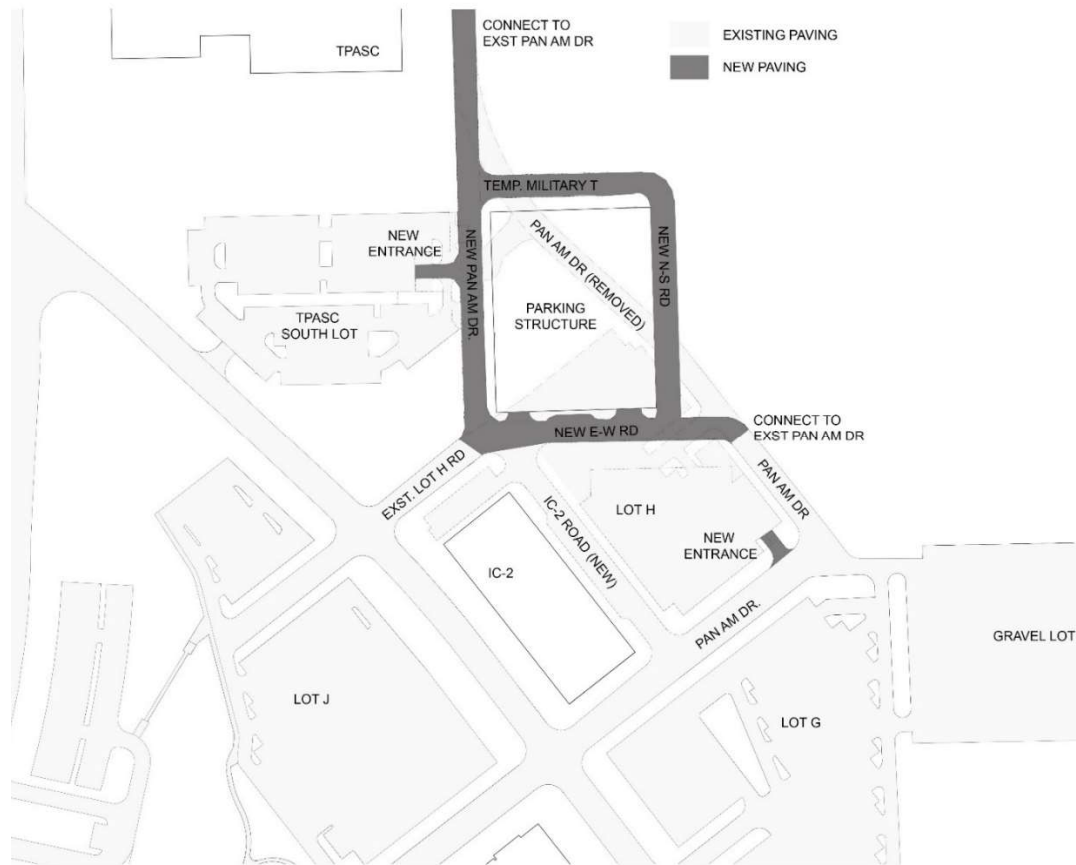 CONNECT TO
EXST PAN AM DR
EXISTING PAVING
NEW PAVING
TPASC
TEMP. MILITARY T
NEW
ENTRANCE
NEW PAN AM DR.
PAN AM DR (REMOVED)
NEW N-S RD
PARKING
STRUCTURE
TPASC
SOUTH LOT
NEW E-W RD
CONNECT TO
EXST PAN AM DR
EXST. LOT H RD
PAN AM DR
IC-2 ROAD (NEW)
LOT H
NEW
ENTRANCE
IC-2
PAN AM DR.
GRAVEL LOT
LOT J
LOT G